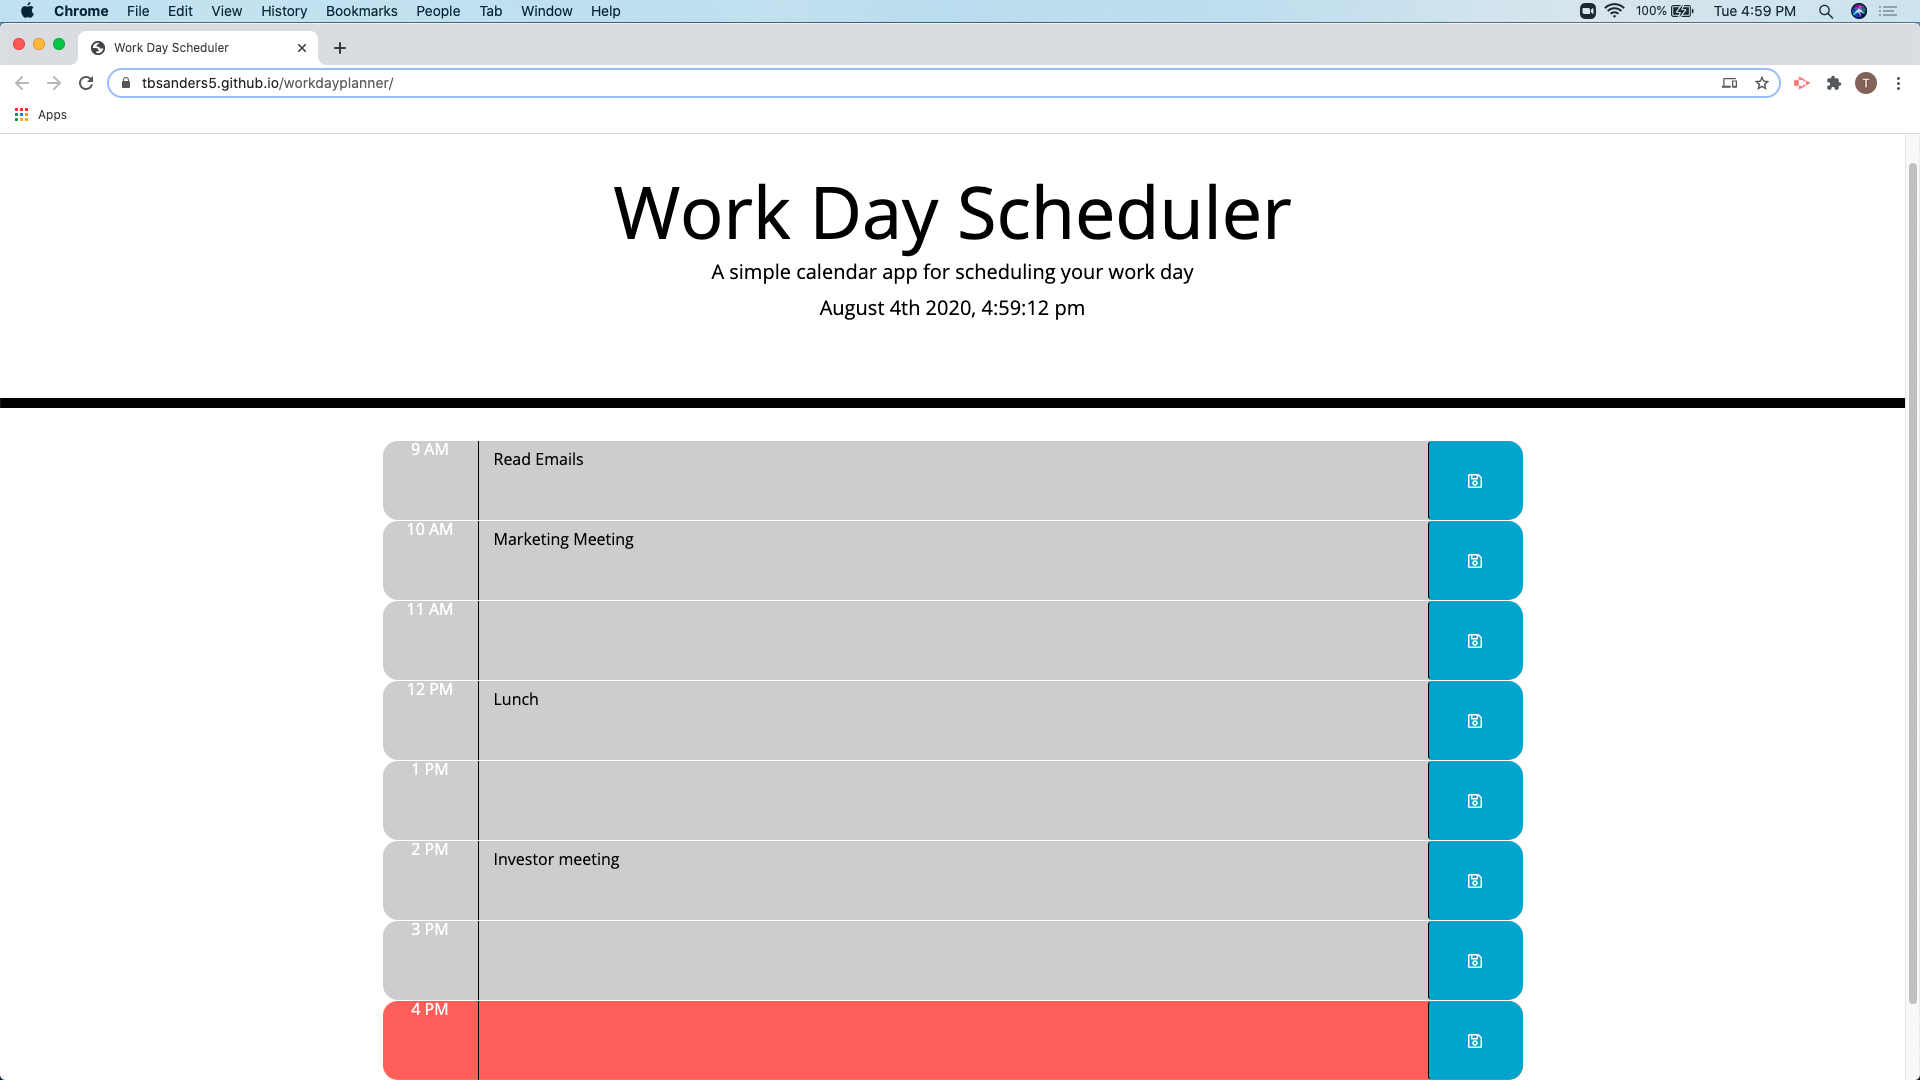 Chrome File Edit View History Bookmarks People Tab Window Help 100% Tue 4:59 PM
Work Day Scheduler
tbsanders5.github.io/workdayplanner/ T
Apps
Work Day Scheduler
A simple calendar app for scheduling your work day
August 4th 2020, 4:59:12 pm
9 AM Read Emails
10 AM Marketing Meeting
11 AM
12 PM Lunch
1 PM
2 PM Investor meeting
3 PM
4 PM